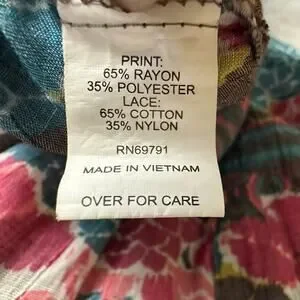 PRINT:
65% RAYON
35% POLYESTER
LACE:
65% COTTON
35% NYLON
RN69791
MADE IN VIETNAM
OVER FOR CARE